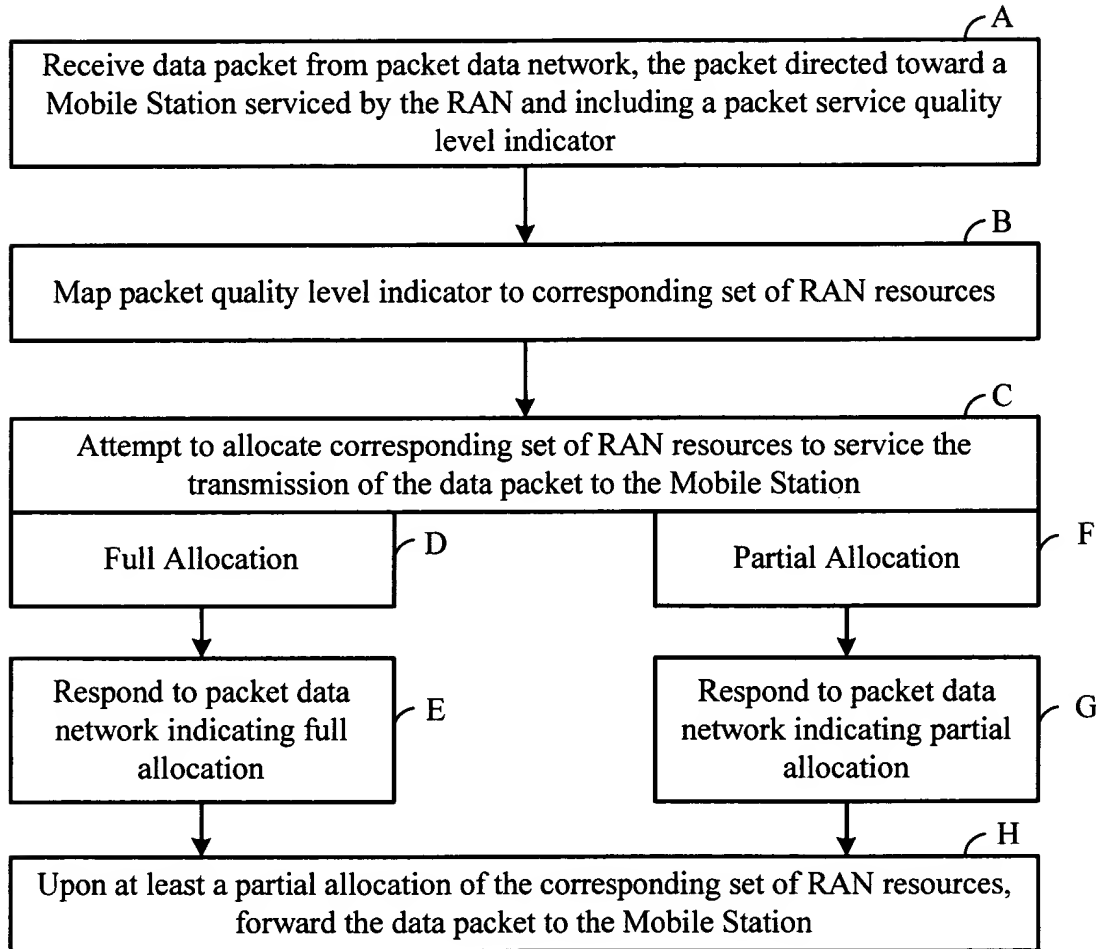 A
Receive data packet from packet data network, the packet directed toward a
Mobile Station serviced by the RAN and including a packet service quality
level indicator
B
Map packet quality level indicator to corresponding set of RAN resources
C
Attempt to allocate corresponding set of RAN resources to service the
transmission of the data packet to the Mobile Station
Full Allocation
D
Partial Allocation
F
Respond to packet data
network indicating full
allocation
E
Respond to packet data
network indicating partial
allocation
G
H
Upon at least a partial allocation of the corresponding set of RAN resources,
forward the data packet to the Mobile Station